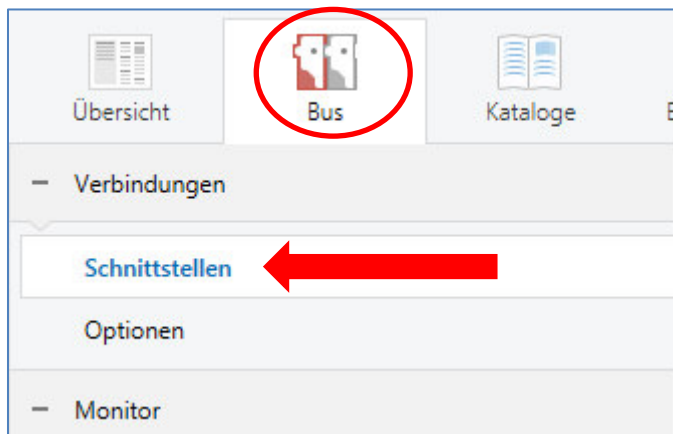 Übersicht Bus Kataloge
Verbindungen
Schnittstellen
Optionen
Monitor